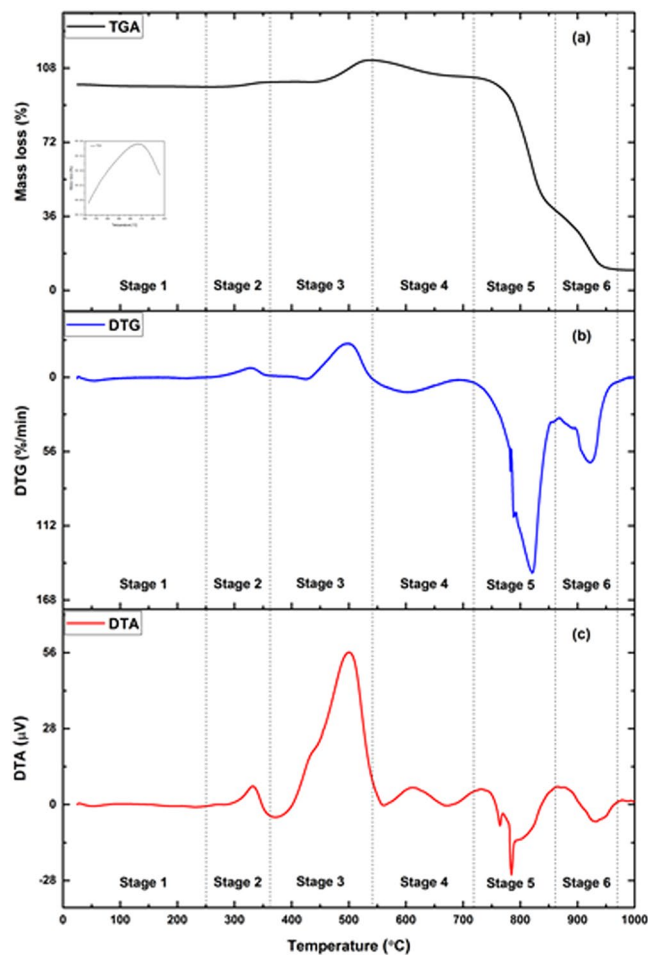 TGA
(a)
108
72
36
0
Mass loss (%)
Stage 1 Stage 2 Stage 3 Stage 4 Stage 5 Stage 6
DTG
(b)
0
56
112
168
DTG (%/min)
Stage 1 Stage 2 Stage 3 Stage 4 Stage 5 Stage 6
DTA
(c)
56
28
0
-28
DTA (μV)
Stage 1 Stage 2 Stage 3 Stage 4 Stage 5 Stage 6
0 100 200 300 400 500 600 700 800 900 1000
Temperature (°C)